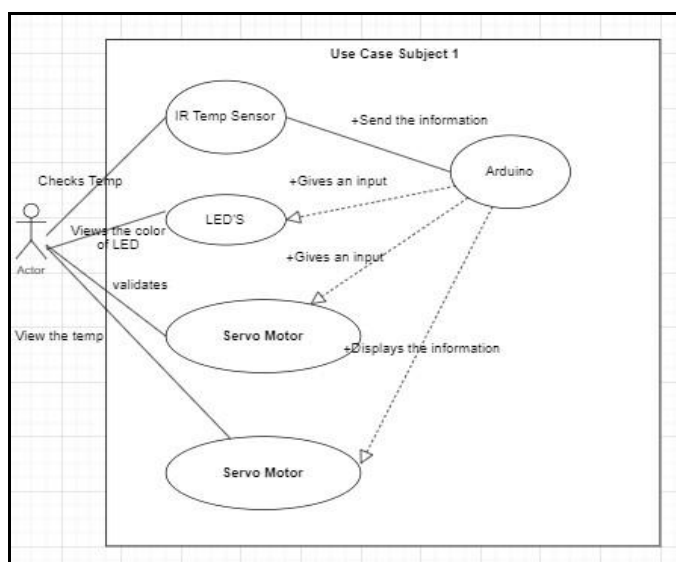 Use Case Subject 1
IR Temp Sensor
+Send the information
Arduino
Checks Temp
+Gives an input
LED'S
Views the color
of LED
Actor
+Gives an input
validates
Servo Motor
View the temp
+Displays the information
Servo Motor